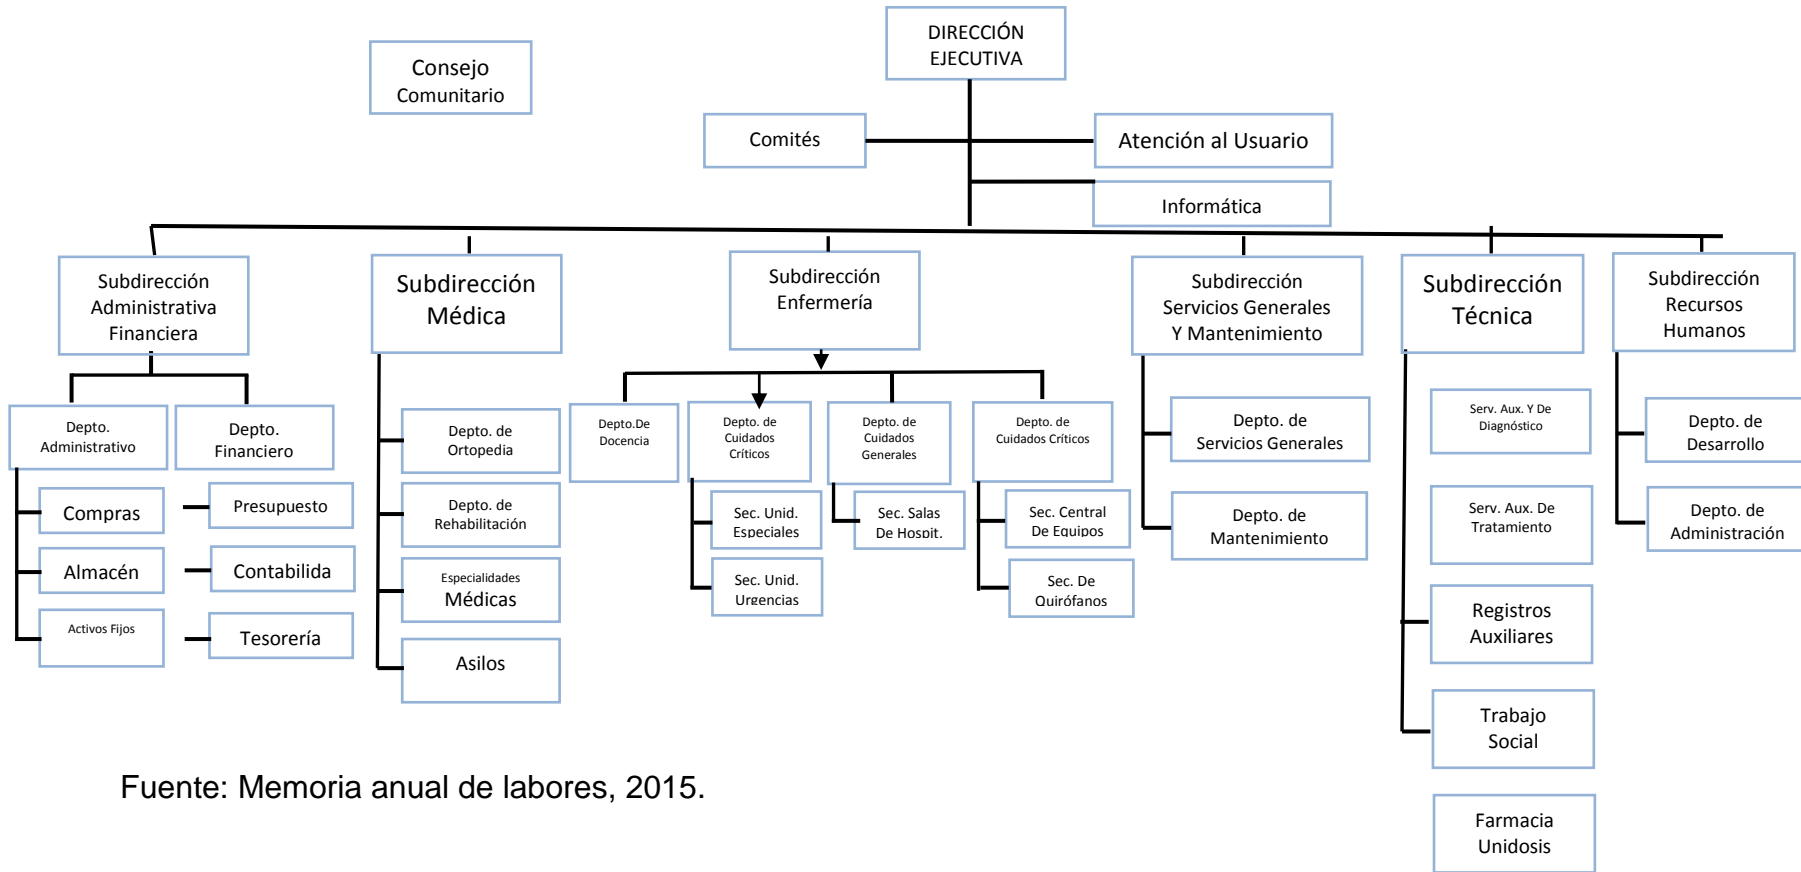 DIRECCIÓN
EJECUTIVA
Consejo
Comunitario
Comités
Atención al Usuario
Informática
Subdirección
Administrativa
Financiera
Subdirección
Médica
Subdirección
Enfermería
Subdirección
Servicios Generales
Y Mantenimiento
Subdirección
Técnica
Subdirección
Recursos
Humanos
Depto.
Administrativo
Compras
Almacén
Activos Fijos
Depto.
Financiero
Presupuesto
Contabilida
Tesorería
Depto. de
Ortopedia
Depto. de
Rehabilitación
Especialidades
Médicas
Asilos
Depto.De
Docencia
Depto. de
Cuidados
Críticos
Sec. Unid.
Especiales
Sec. Unid.
Urgencias
Depto. de
Cuidados
Generales
Sec. Salas
De Hospit.
Depto. de
Cuidados Críticos
Sec. Central
De Equipos
Sec. De
Quirófanos
Depto. de
Servicios Generales
Depto. de
Mantenimiento
Serv. Aux. Y De
Diagnóstico
Serv. Aux. De
Tratamiento
Registros
Auxiliares
Trabajo
Social
Farmacia
Unidosis
Depto. de
Desarrollo
Depto. de
Administración
Fuente: Memoria anual de labores, 2015.